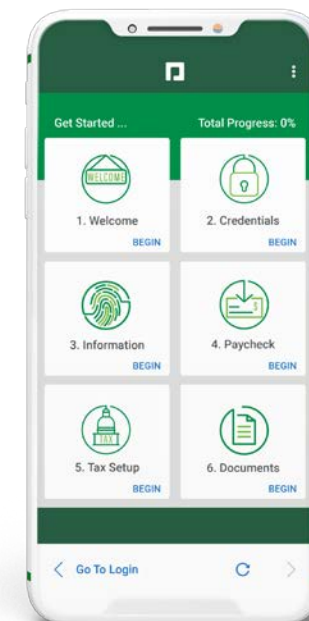 Get Started ... Total Progress: 0%
WELCOME
1. Welcome
BEGIN
2. Credentials
BEGIN
3. Information
BEGIN
$
4. Paycheck
BEGIN
TAX
5. Tax Setup
BEGIN
6. Documents
BEGIN
Go To Login